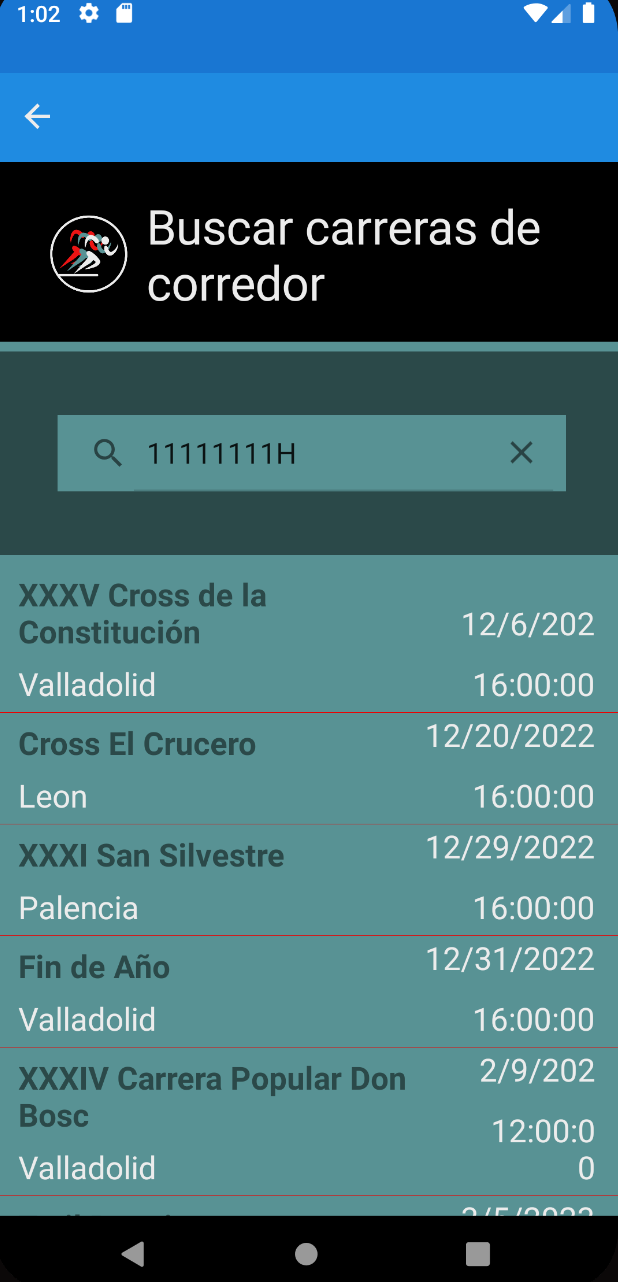 1:02
Buscar carreras de
corredor
11111111H
XXXV Cross de la
Constitución
12/6/202
Valladolid
16:00:00
Cross El Crucero
12/20/2022
Leon
16:00:00
XXXI San Silvestre
12/29/2022
Palencia
16:00:00
Fin de Año
12/31/2022
Valladolid
16:00:00
XXXIV Carrera Popular Don
Bosc
2/9/202
12:00:0
0
Valladolid